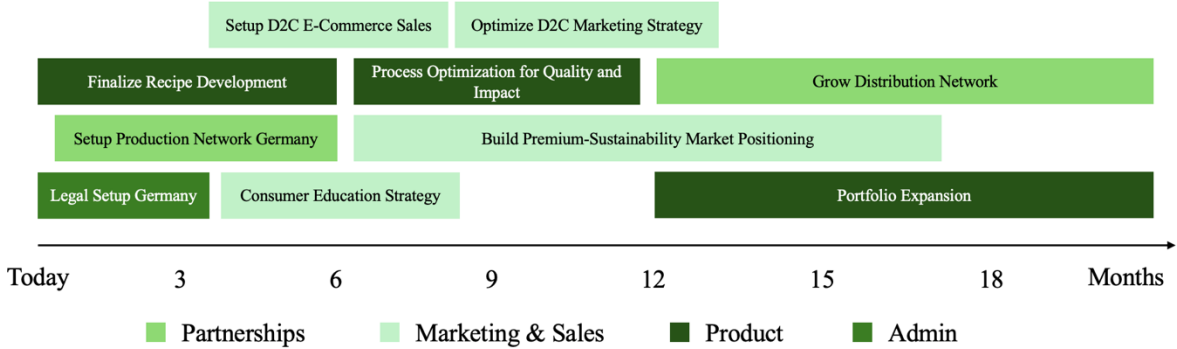 Setup D2C E-Commerce Sales
Optimize D2C Marketing Strategy
Finalize Recipe Development
Process Optimization for Quality and
Impact
Grow Distribution Network
Setup Production Network Germany
Build Premium-Sustainability Market Positioning
Legal Setup Germany
Consumer Education Strategy
Portfolio Expansion
Today 3 6 9 12 15 18 Months
Partnerships Marketing & Sales Product Admin